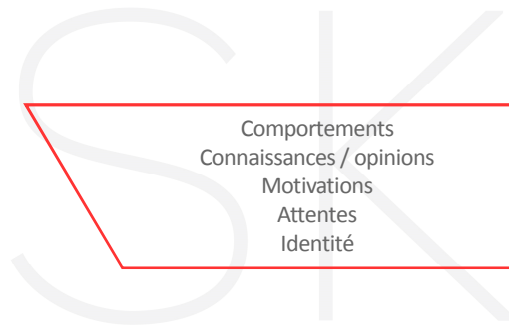 SK
Comportements
Connaissances / opinions
Motivations
Attentes
Identité